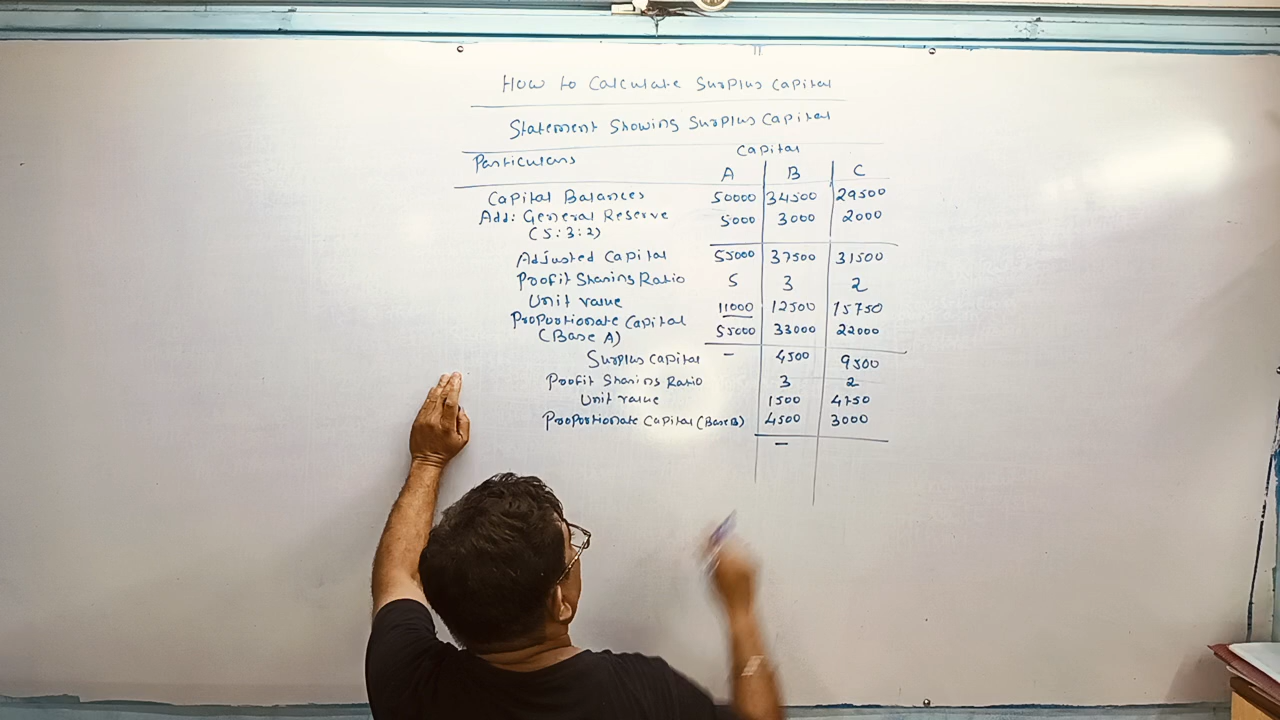 How to Calculate Surplus Capital
Statement Showing Surplus Capital
Particulars Capital
A B C
Capital Balances 50000 34500 29500
Add: General Reserve 5000 3000 2000
(5:3:2)
Adjusted Capital 55000 37500 31500
Profit Sharing Ratio 5 3 2
Unit value 11000 12500 15750
Proportionate Capital 55000 33000 22000
(Base A)
Surplus Capital - 4500 9500
Profit Sharing Ratio 3 2
Unit value 1500 4750
Proportionate Capital (Base B) 4500 3000
-